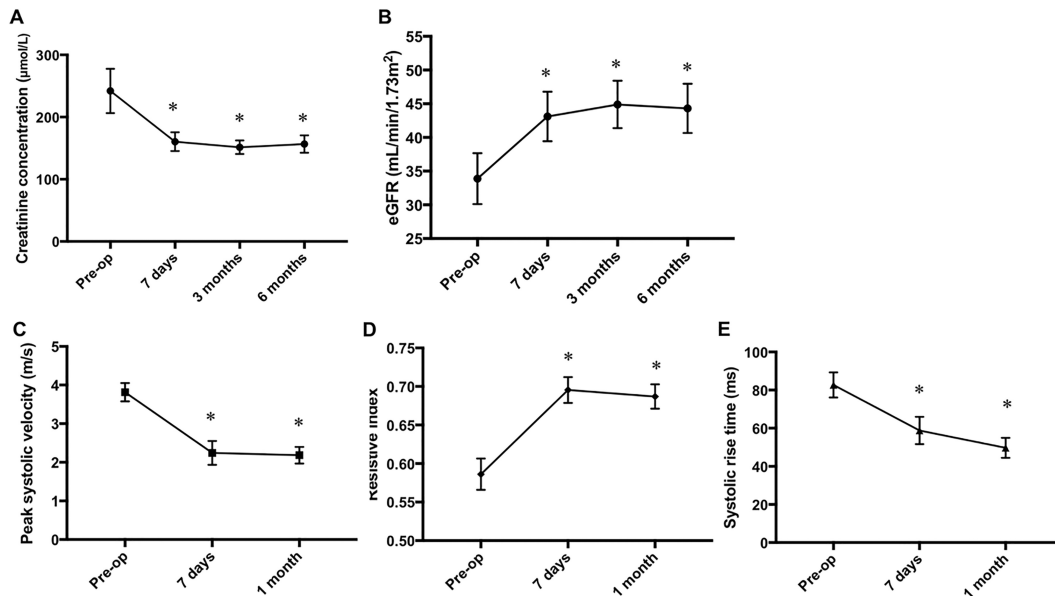 A
Creatinine concentration (μmol/L)
300
200
100
0
*
*
*
Pre-op
7 days
3 months
6 months
B
eGFR (mL/min/1.73m²)
55
50
45
40
35
30
25
*
*
*
Pre-op
7 days
3 months
6 months
C
Peak systolic velocity (m/s)
5
4
3
2
1
0
*
*
Pre-op
7 days
1 month
D
Resistive index
0.75
0.70
0.65
0.60
0.55
0.50
*
*
Pre-op
7 days
1 month
E
Systolic rise time (ms)
100
80
60
40
20
0
*
*
Pre-op
7 days
1 month